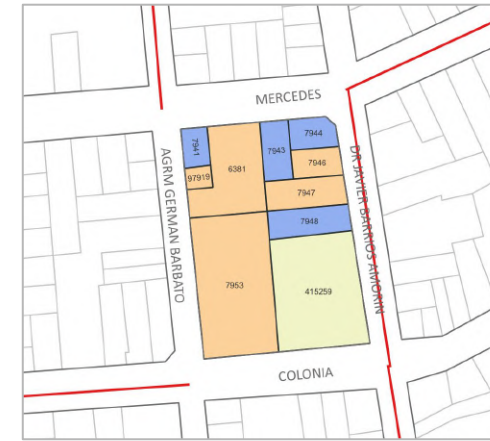 MERCEDES
7941
7943
7944
6381
7946
97919
7947
7948
7953
415259
AGRM GERMAN BARBATO
DR JAVIER BARRIOS AMORIN
COLONIA